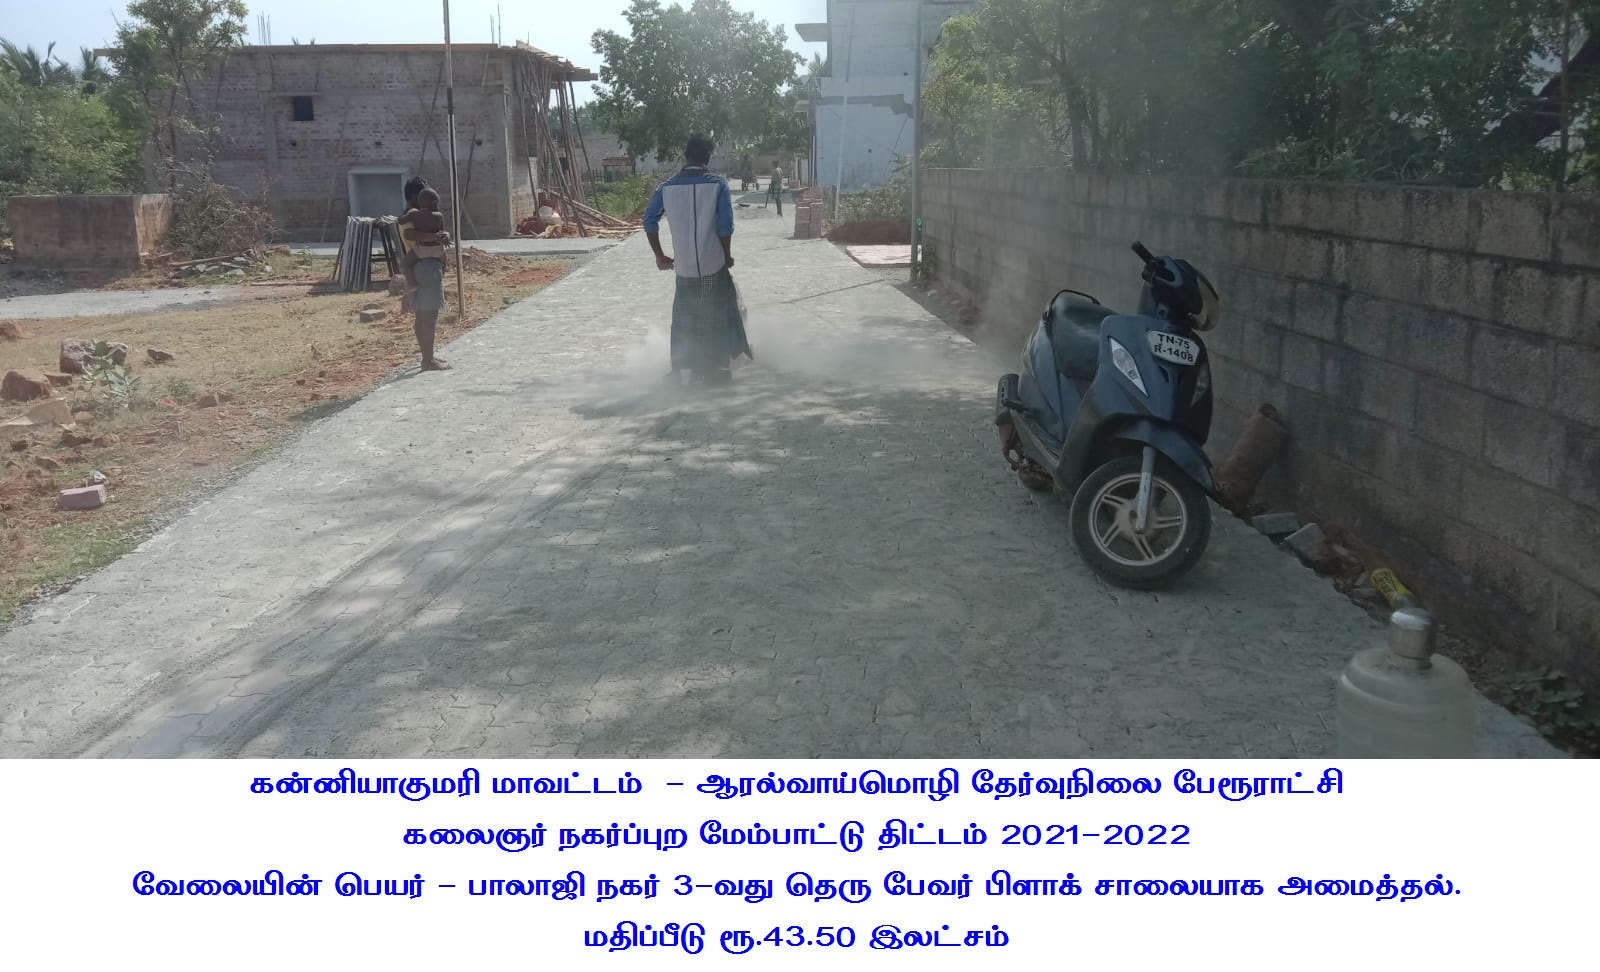 TN-75
R-1408
கன்னியாகுமரி மாவட்டம் - ஆரல்வாய்மொழி தேர்வுநிலை பேரூராட்சி
கலைஞர் நகர்ப்புற மேம்பாட்டு திட்டம் 2021-2022
வேலையின் பெயர் - பாலாஜி நகர் 3-வது தெரு பேவர் பிளாக் சாலையாக அமைத்தல்.
மதிப்பீடு ரூ.43.50 இலட்சம்